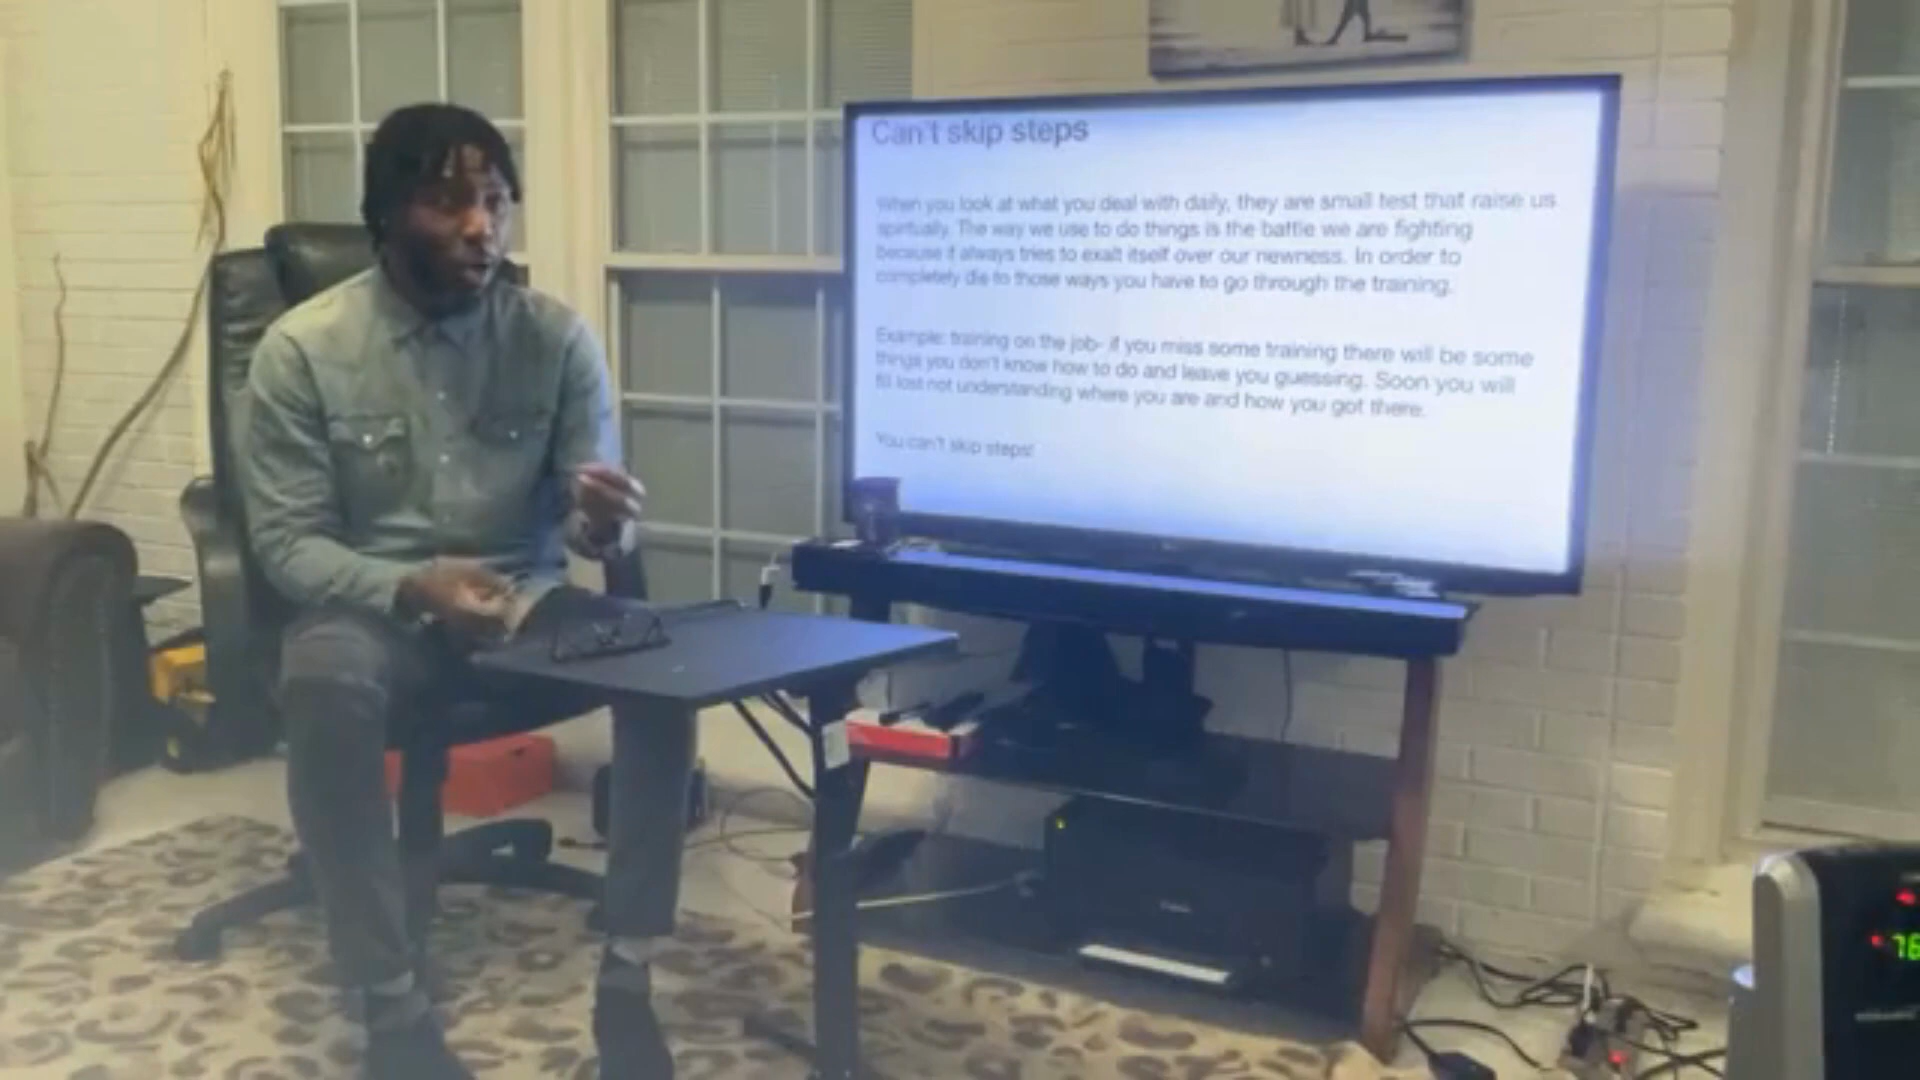 Can't skip steps
When you look at what you deal with daily, they are small test that raise us
spiritually. The way we use to do things is the battle we are fighting
because it always tries to exalt itself over our newness. In order to
completely die to those ways you have to go through the training.
Example: training on the job- if you miss some training there will be some
things you don't know how to do and leave you guessing. Soon you will
fill lost not understanding where you are and how you got there.
You can't skip steps!
76